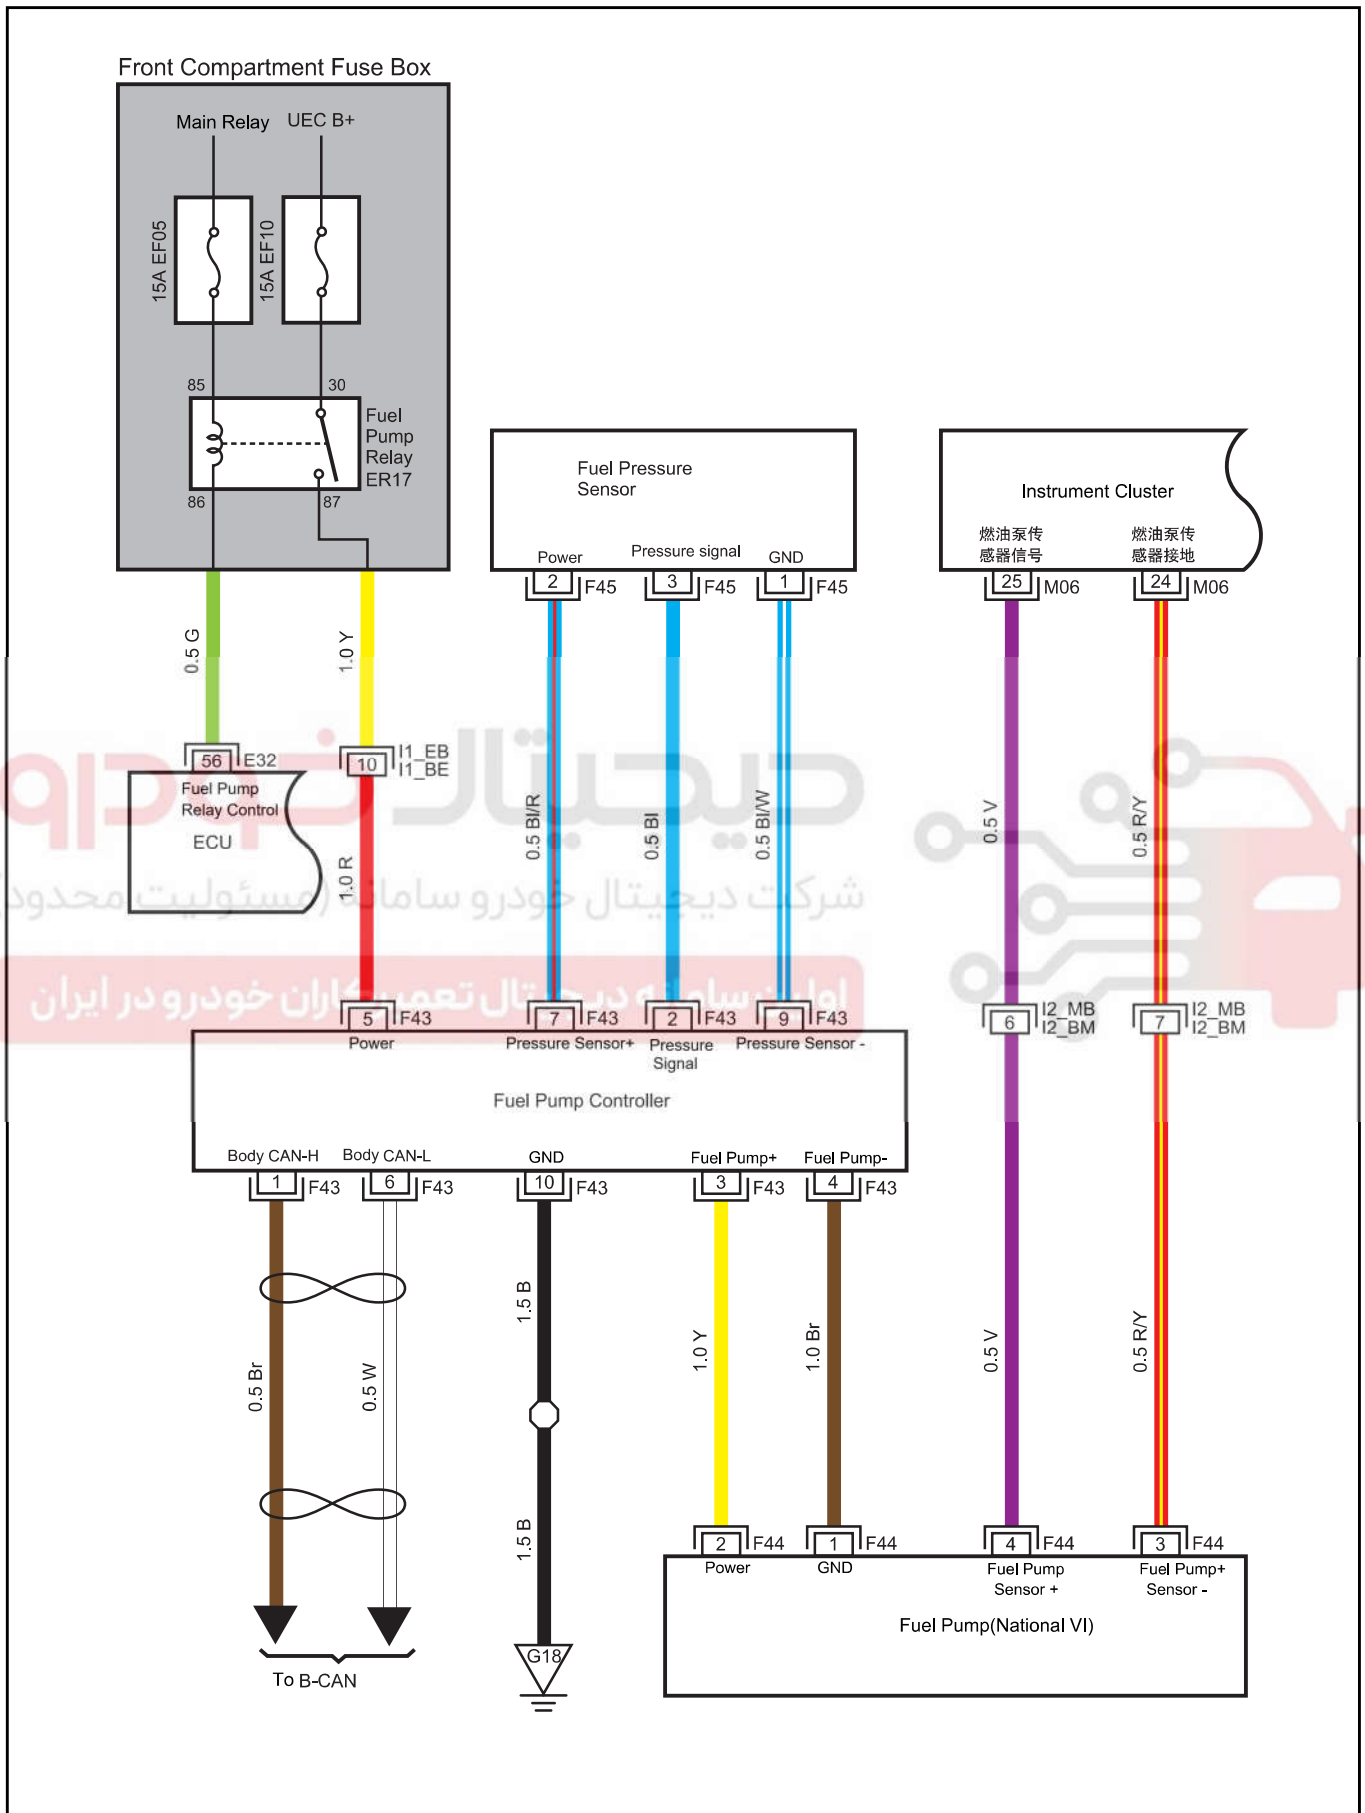 Front Compartment Fuse Box
Main Relay
UEC B+
15A EF05
15A EF10
85
30
Fuel
Pump
Relay
ER17
86
87
Fuel Pressure
Sensor
Power
Pressure signal
GND
2
F45
3
F45
1
F45
Instrument Cluster
燃油泵传
感器信号
燃油泵传
感器接地
25
M06
24
M06
0.5 G
1.0 Y
56
E32
Fuel Pump
Relay Control
ECU
10
I1_EB
I1_BE
1.0 R
0.5 Bl/R
0.5 Bl
0.5 Bl/W
0.5 V
0.5 R/Y
دیجیتال خودرو
شرکت دیجیتال خودرو سامانه (مسئولیت محدود)
اولین سامانه دیجیتال تعمیرکاران خودرو در ایران
5
F43
7
F43
2
F43
9
F43
6
I2_MB
I2_BM
7
I2_MB
I2_BM
Power
Pressure Sensor+
Pressure
Signal
Pressure Sensor -
Fuel Pump Controller
Body CAN-H
Body CAN-L
GND
Fuel Pump+
Fuel Pump-
1
F43
6
F43
10
F43
3
F43
4
F43
0.5 Br
0.5 W
1.5 B
1.0 Y
1.0 Br
0.5 V
0.5 R/Y
1.5 B
2
F44
1
F44
4
F44
3
F44
Power
GND
Fuel Pump
Sensor +
Fuel Pump+
Sensor -
Fuel Pump(National VI)
To B-CAN
G18